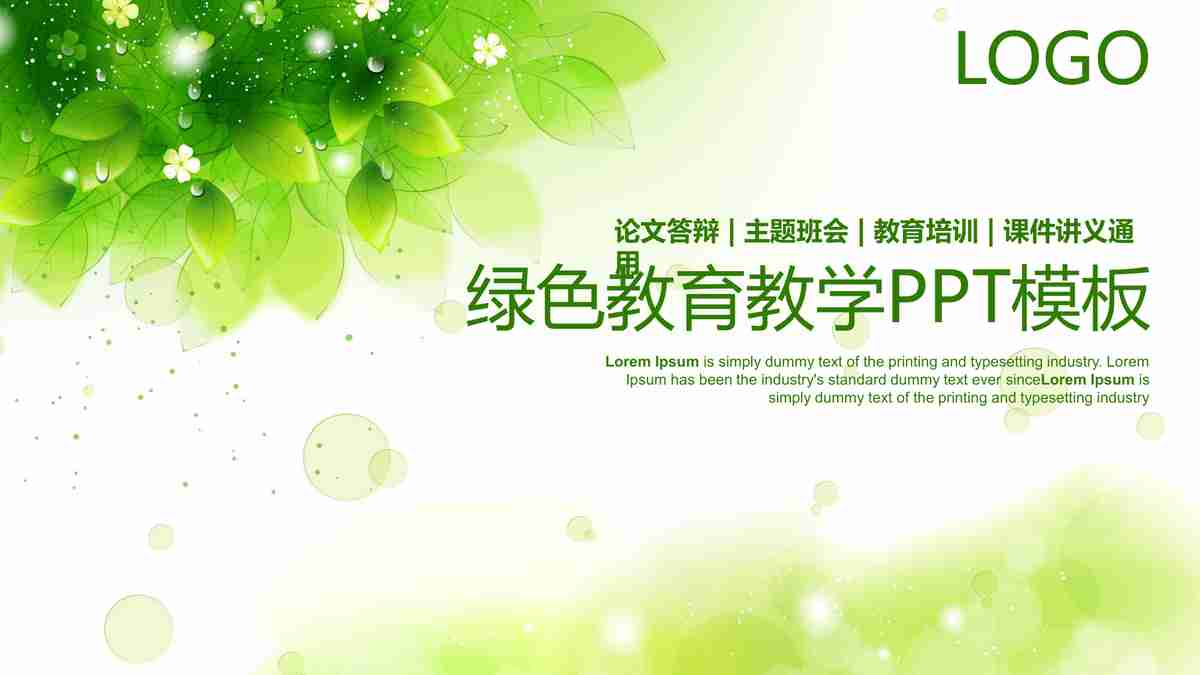 LOGO
论文答辩 | 主题班会 | 教育培训 | 课件讲义通
用
绿色教育教学PPT模板
Lorem Ipsum is simply dummy text of the printing and typesetting industry. Lorem
Ipsum has been the industry's standard dummy text ever sinceLorem Ipsum is
simply dummy text of the printing and typesetting industry